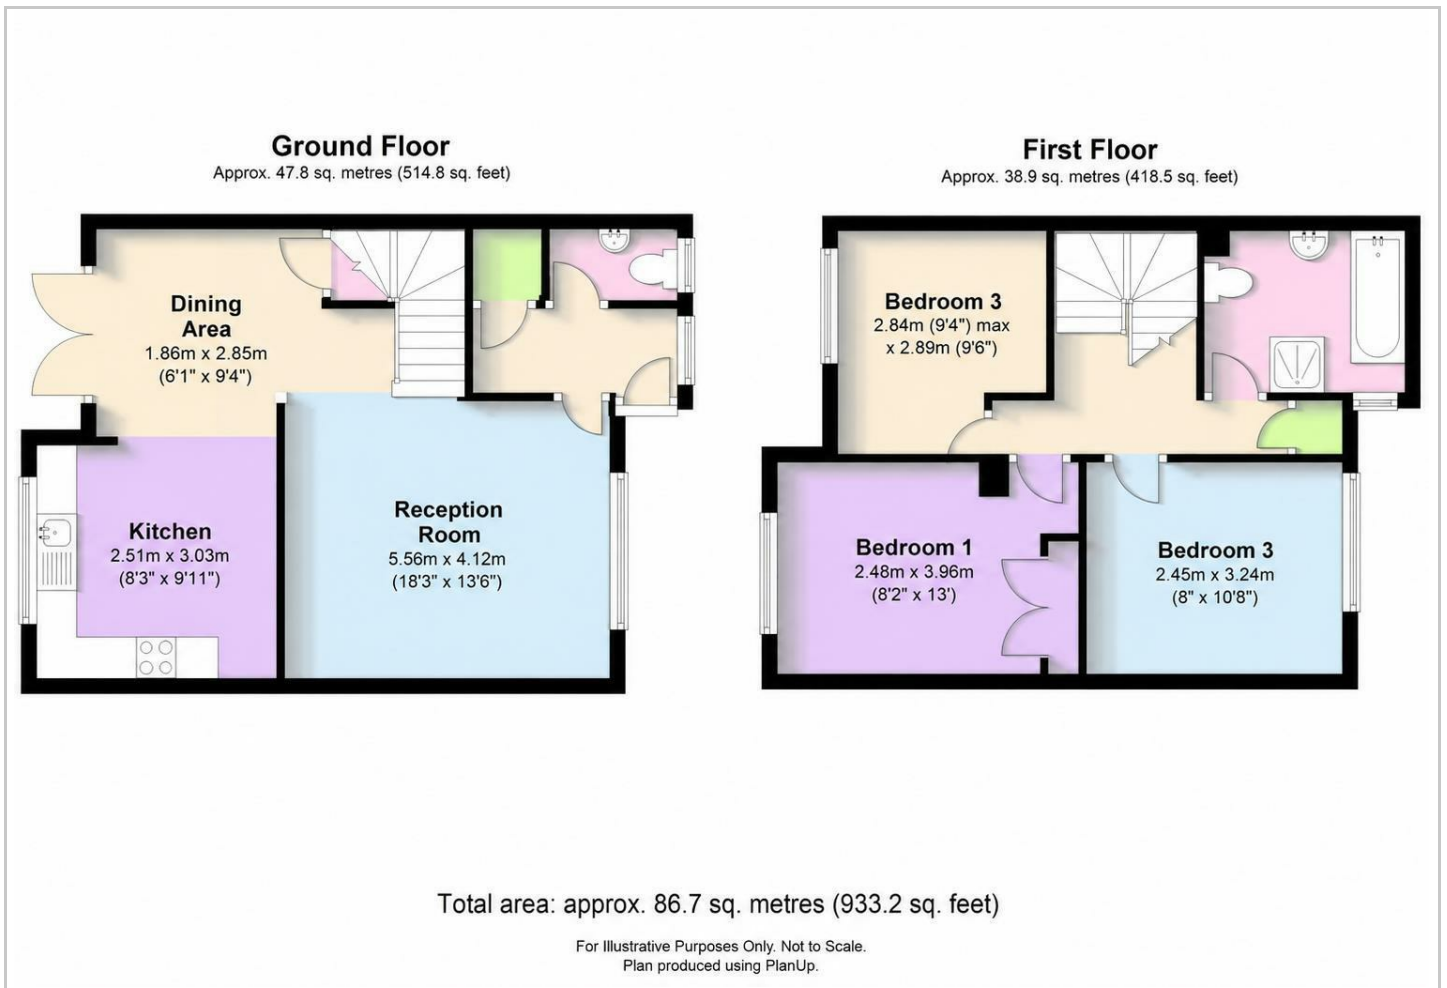 Ground Floor
Approx. 47.8 sq. metres (514.8 sq. feet)
Dining
Area
1.86m x 2.85m
(6'1" x 9'4")
Kitchen
2.51m x 3.03m
(8'3" x 9'11")
Reception
Room
5.56m x 4.12m
(18'3" x 13'6")
First Floor
Approx. 38.9 sq. metres (418.5 sq. feet)
Bedroom 3
2.84m (9'4") max
x 2.89m (9'6")
Bedroom 1
2.48m x 3.96m
(8'2" x 13')
Bedroom 3
2.45m x 3.24m
(8" x 10'8")
Total area: approx. 86.7 sq. metres (933.2 sq. feet)
For Illustrative Purposes Only. Not to Scale.
Plan produced using PlanUp.